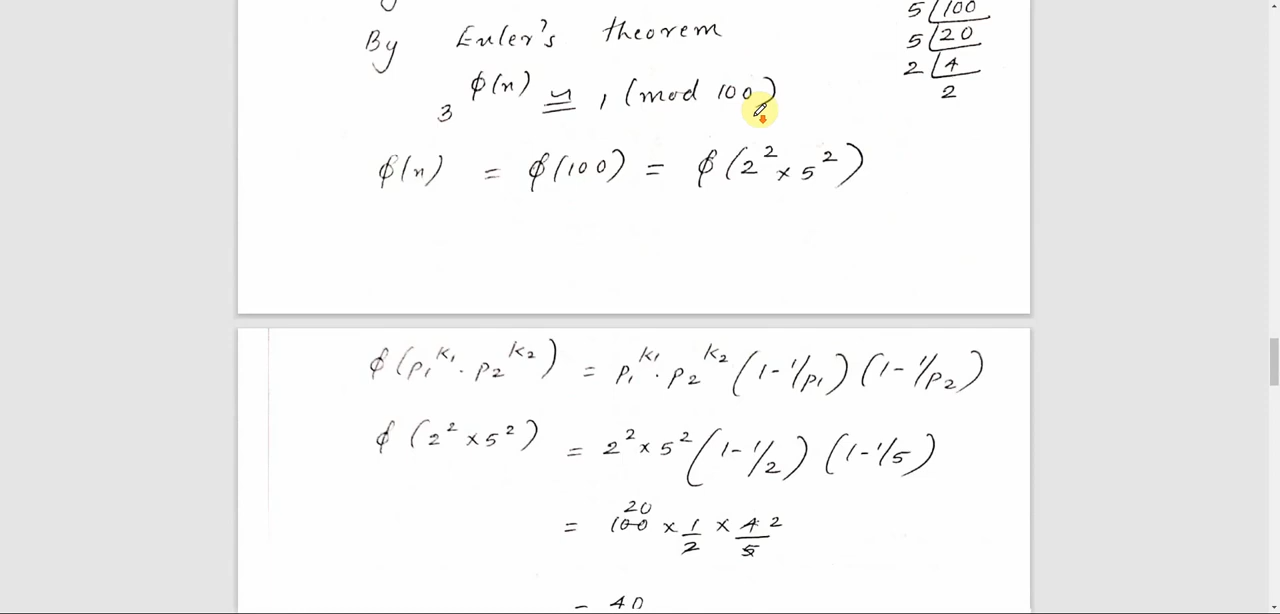 By Euler's theorem
3^φ(n) ≡ 1 (mod 100)
5 | 100
5 | 20
2 | 4
2
φ(n) = φ(100) = φ(2² × 5²)
φ(p₁^k₁ · p₂^k₂) = p₁^k₁ · p₂^k₂ (1 - 1/p₁) (1 - 1/p₂)
φ(2² × 5²) = 2² × 5² (1 - 1/2) (1 - 1/5)
20
= 100 × 1/2 × 4/5 2
= 40